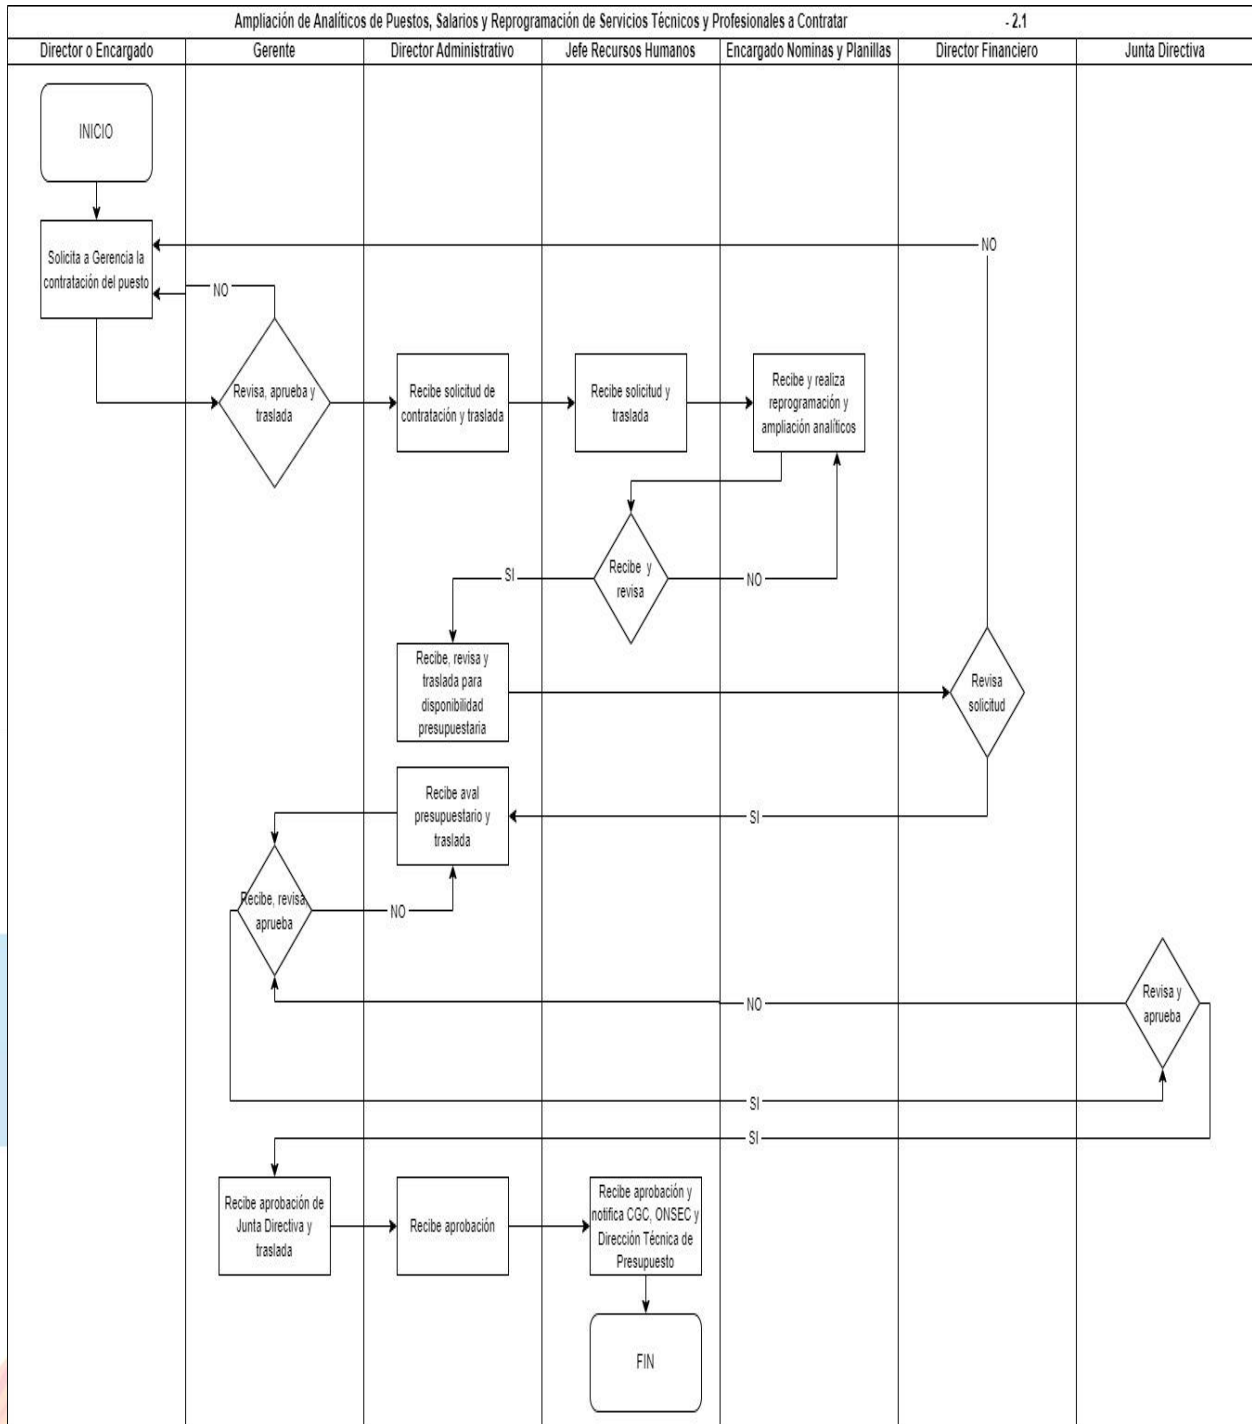 Ampliación de Analíticos de Puestos, Salarios y Reprogramación de Servicios Técnicos y Profesionales a Contratar - 2.1
Director o Encargado
Gerente
Director Administrativo
Jefe Recursos Humanos
Encargado Nominas y Planillas
Director Financiero
Junta Directiva
INICIO
Solicita a Gerencia la
contratación del puesto
NO
NO
Revisa, aprueba y
traslada
Recibe solicitud de
contratación y traslada
Recibe solicitud y
traslada
Recibe y realiza
reprogramación y
ampliación analíticos
Recibe y
revisa
SI
NO
Recibe, revisa y
traslada para
disponibilidad
presupuestaria
Revisa
solicitud
Recibe aval
presupuestario y
traslada
SI
Recibe, revisa
aprueba
NO
Revisa y
aprueba
NO
SI
SI
Recibe aprobación de
Junta Directiva y
traslada
Recibe aprobación
Recibe aprobación y
notifica CGC, ONSEC y
Dirección Técnica de
Presupuesto
FIN